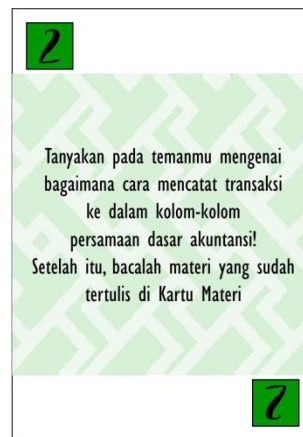 2
Tanyakan pada temanmu mengenai
bagaimana cara mencatat transaksi
ke dalam kolom-kolom
persamaan dasar akuntansi!
Setelah itu, bacalah materi yang sudah
tertulis di Kartu Materi
2